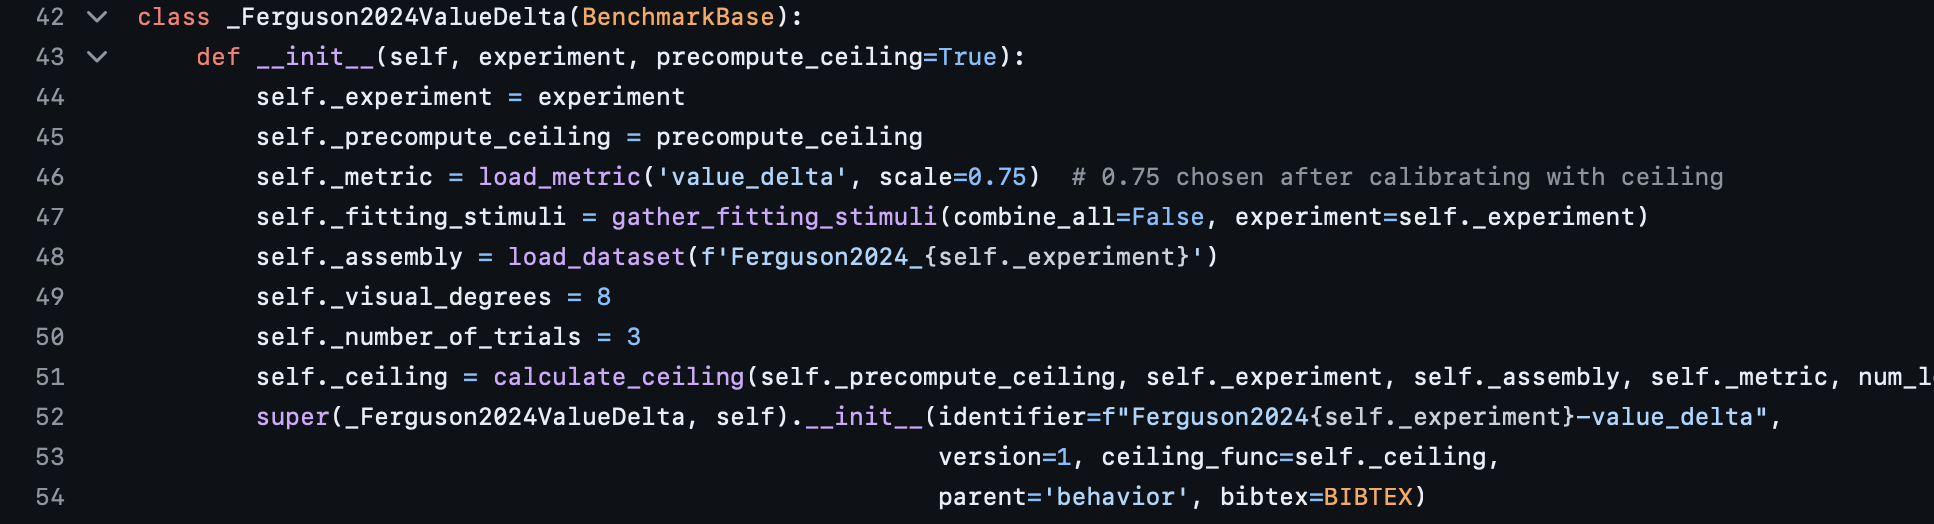 42 class _Ferguson2024ValueDelta(BenchmarkBase):
43 def __init__(self, experiment, precompute_ceiling=True):
44 self._experiment = experiment
45 self._precompute_ceiling = precompute_ceiling
46 self._metric = load_metric('value_delta', scale=0.75)  # 0.75 chosen after calibrating with ceiling
47 self._fitting_stimuli = gather_fitting_stimuli(combine_all=False, experiment=self._experiment)
48 self._assembly = load_dataset(f'Ferguson2024_{self._experiment}')
49 self._visual_degrees = 8
50 self._number_of_trials = 3
51 self._ceiling = calculate_ceiling(self._precompute_ceiling, self._experiment, self._assembly, self._metric,
52 super(_Ferguson2024ValueDelta, self).__init__(identifier=f"Ferguson2024{self._experiment}-value_delta",
53 version=1, ceiling_func=self._ceiling,
54 parent='behavior', bibtex=BIBTEX)